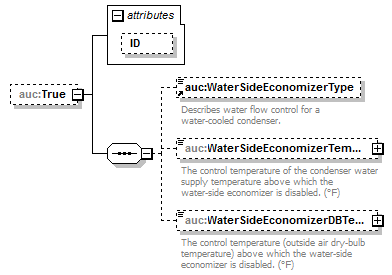 attributes
ID
auc:True
auc:WaterSideEconomizerType
Describes water flow control for a
water-cooled condenser.
auc:WaterSideEconomizerTem...
The control temperature of the condenser water
supply temperature above which the
water-side economizer is disabled. (°F)
auc:WaterSideEconomizerDBTe...
The control temperature (outside air dry-bulb
temperature) above which the water-side
economizer is disabled. (°F)